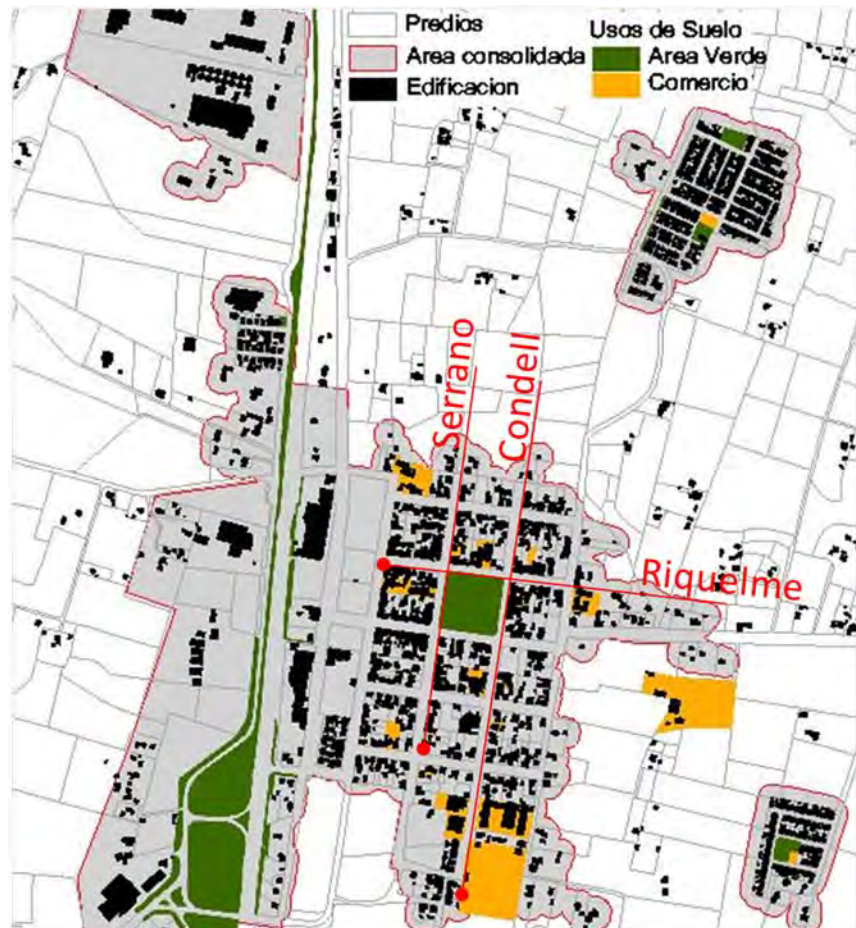 Predios
Area consolidada
Edificacion
Usos de Suelo
Area Verde
Comercio
Serrano
Condell
Riquelme